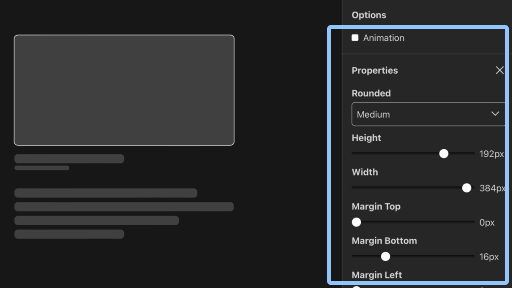 Options
Animation
Properties
Rounded
Medium
Height
192px
Width
384px
Margin Top
0px
Margin Bottom
16px
Margin Left